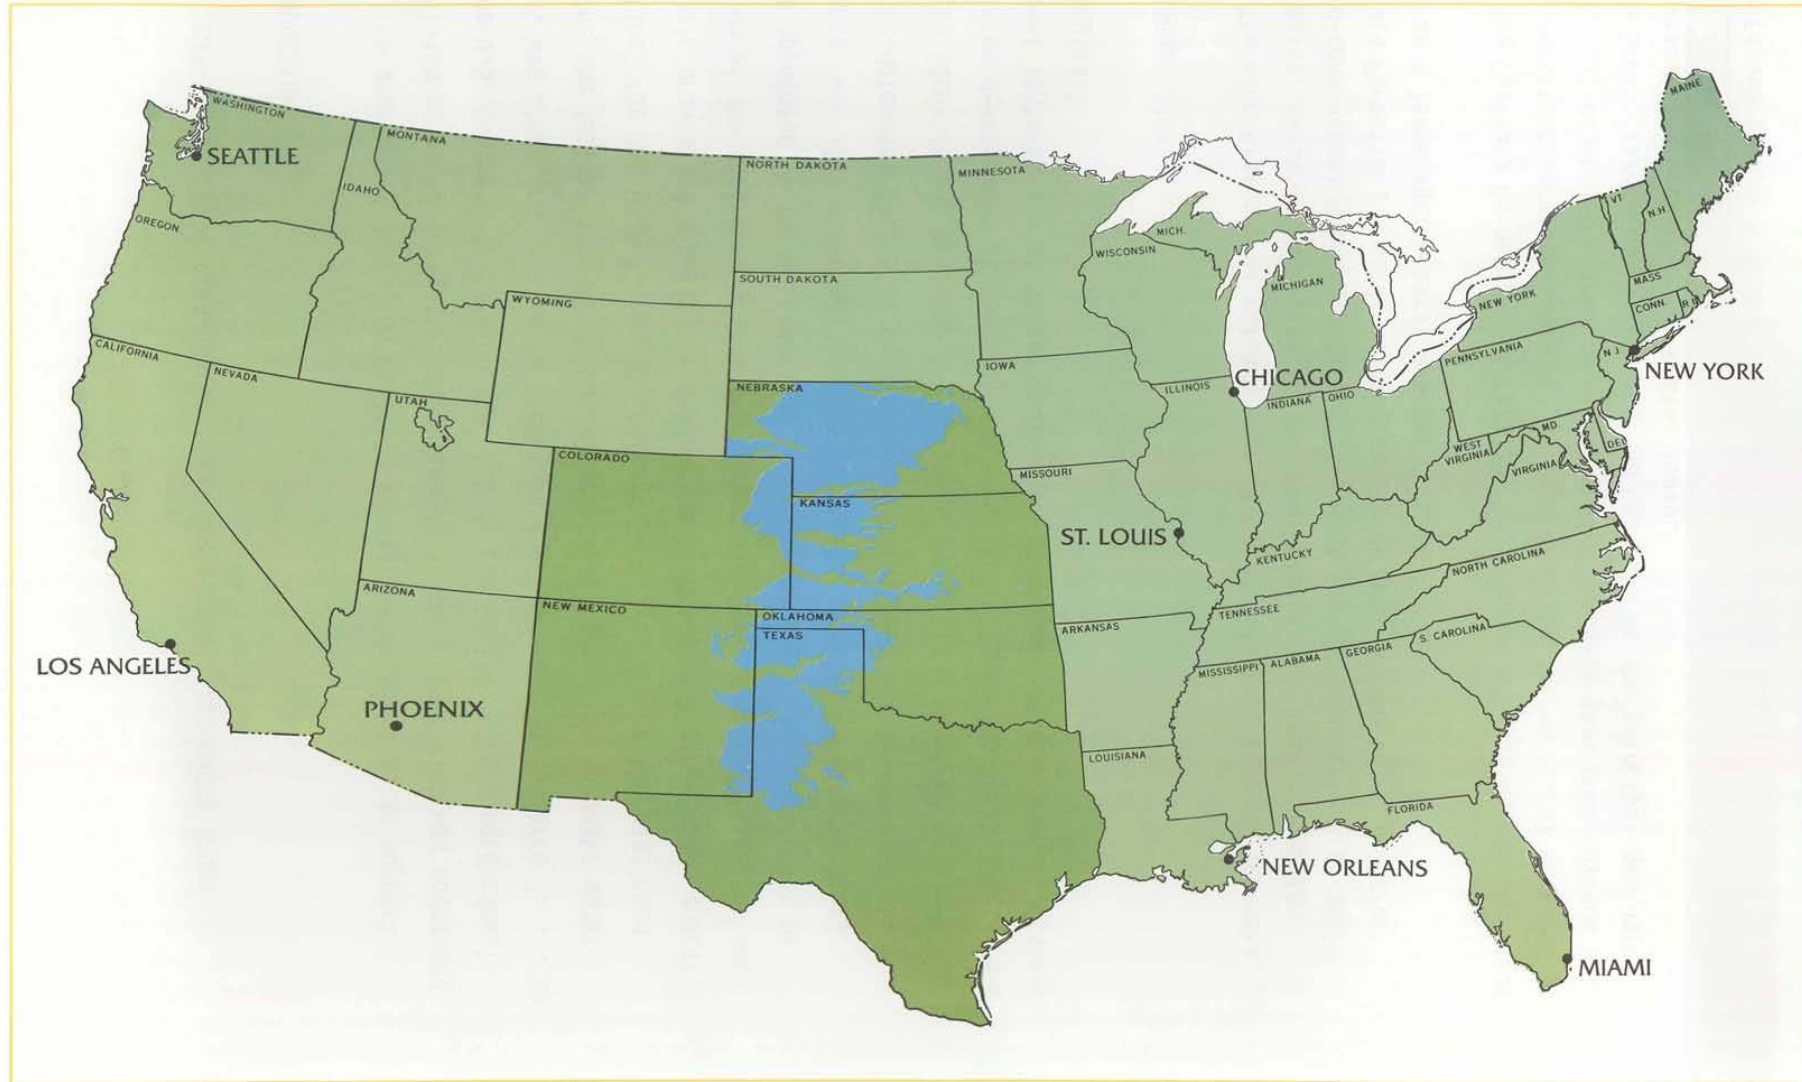 WASHINGTON
SEATTLE
MONTANA
IDAHO
OREGON
NORTH DAKOTA
MINNESOTA
SOUTH DAKOTA
WYOMING
WISCONSIN
MICH.
MICHIGAN
MAINE
VT
N.H
MASS
CONN.
R I
NEW YORK
PENNSYLVANIA
N J
NEW YORK
CALIFORNIA
NEVADA
UTAH
NEBRASKA
IOWA
ILLINOIS
CHICAGO
INDIANA
OHIO
WEST
VIRGINIA
MD.
DEL
VIRGINIA
COLORADO
KANSAS
MISSOURI
ST. LOUIS
KENTUCKY
NORTH CAROLINA
ARIZONA
NEW MEXICO
OKLAHOMA
TEXAS
ARKANSAS
TENNESSEE
S. CAROLINA
MISSISSIPPI
ALABAMA
GEORGIA
LOS ANGELES
PHOENIX
LOUISIANA
FLORIDA
NEW ORLEANS
MIAMI